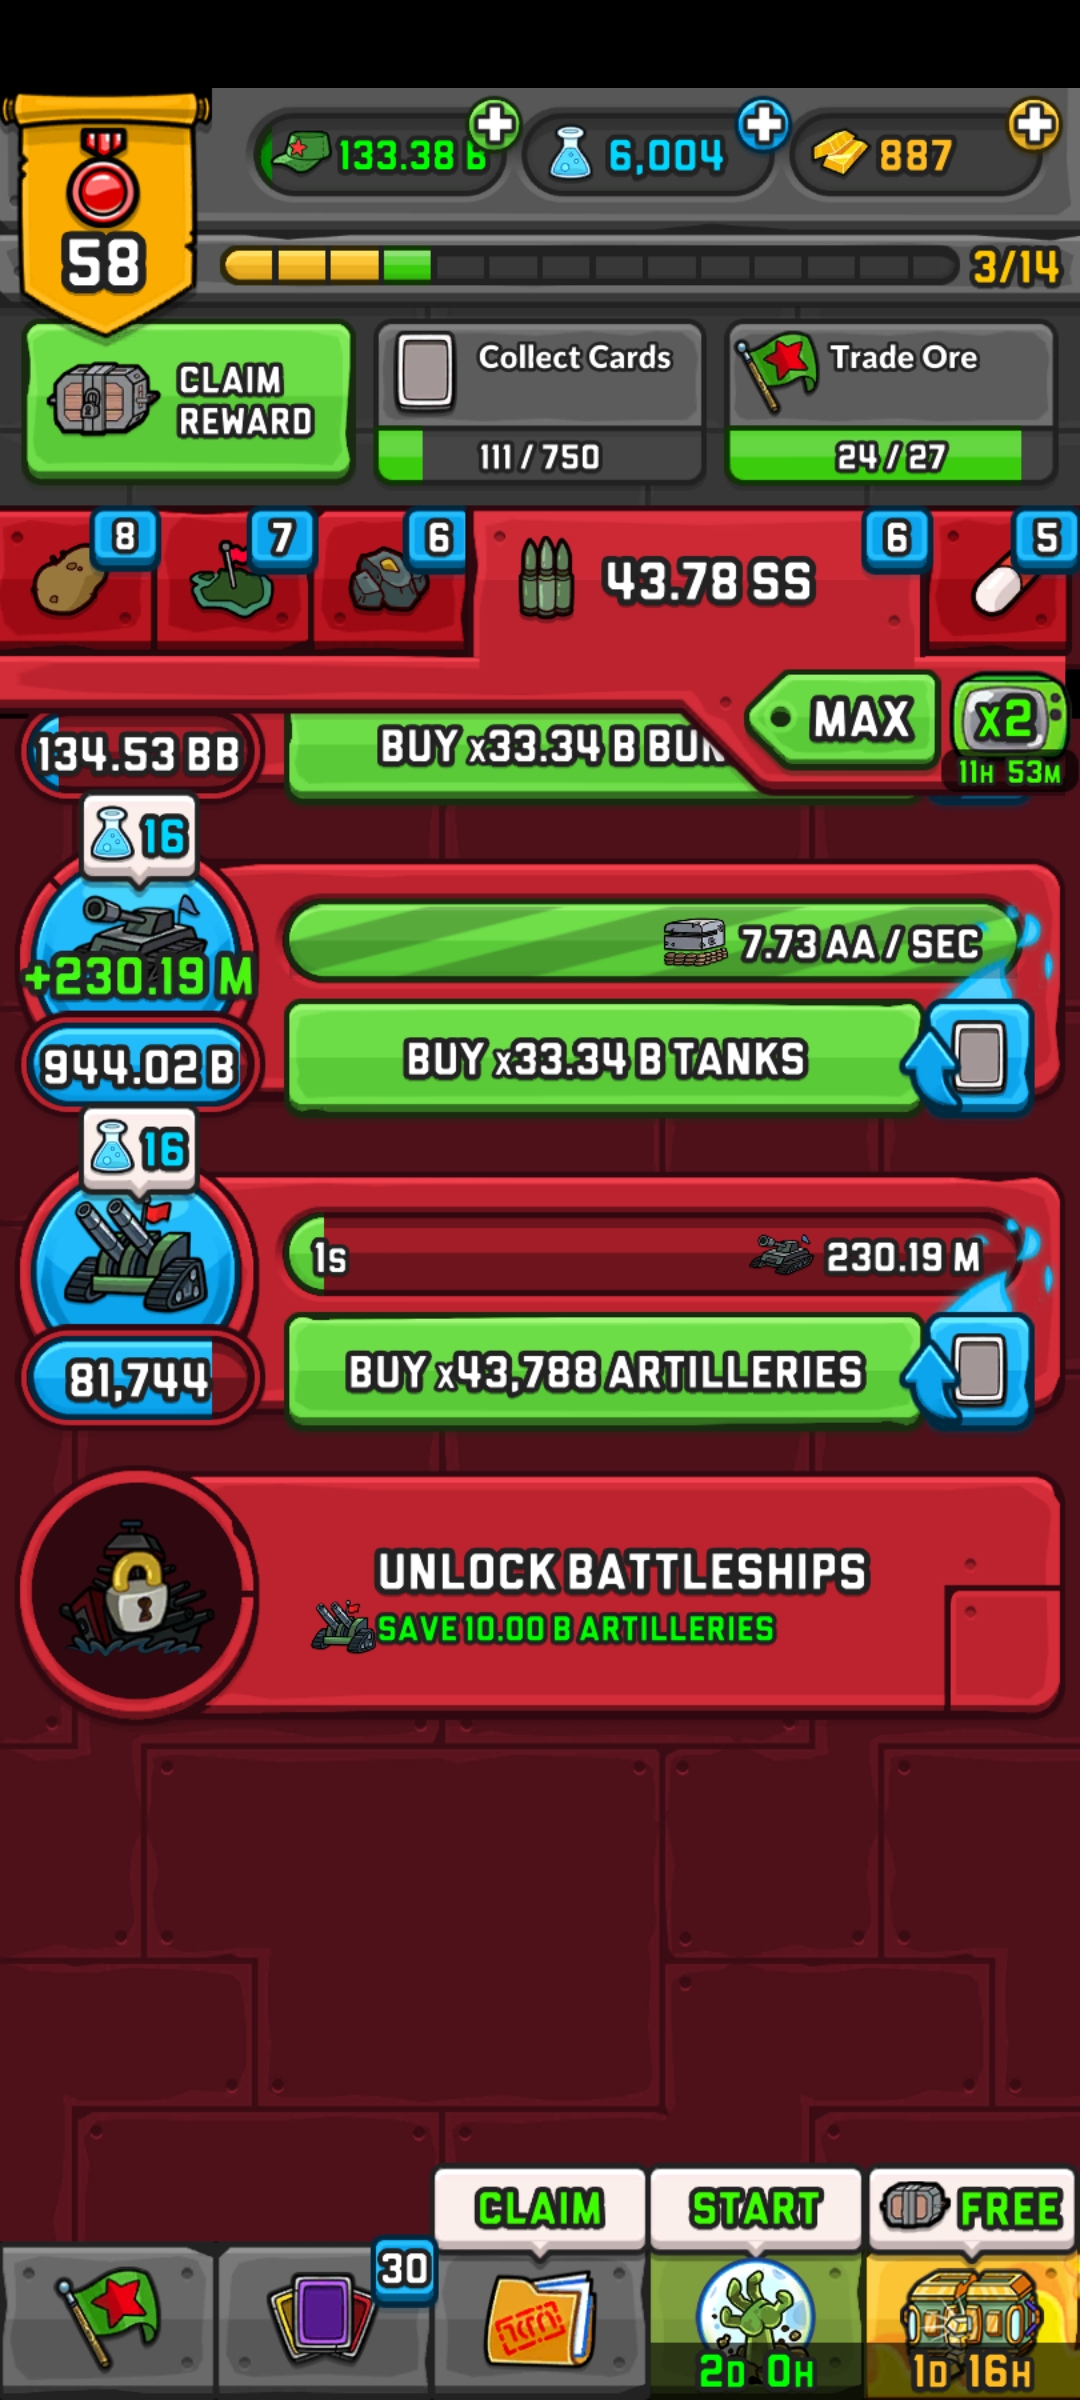 133.38 B
6,004
887
58
3/14
CLAIM
REWARD
Collect Cards
111 / 750
Trade Ore
24 / 27
8
7
6
43.78 SS
6
5
134.53 BB
BUY x33.34 B
MAX
x2
11H 53M
16
+230.19 M
7.73 AA / SEC
944.02 B
BUY x33.34 B TANKS
16
1s
230.19 M
81,744
BUY x43,788 ARTILLERIES
UNLOCK BATTLESHIPS
SAVE 10.00 B ARTILLERIES
CLAIM
START
FREE
30
2D 0H
1D 16H